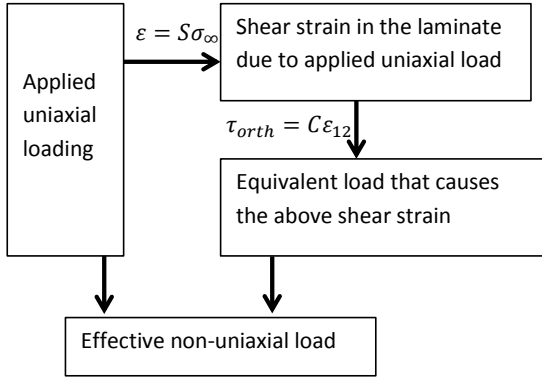 Applied
uniaxial
loading
ε = Sσ∞
Shear strain in the laminate
due to applied uniaxial load
τorth = Cε12
Equivalent load that causes
the above shear strain
Effective non-uniaxial load